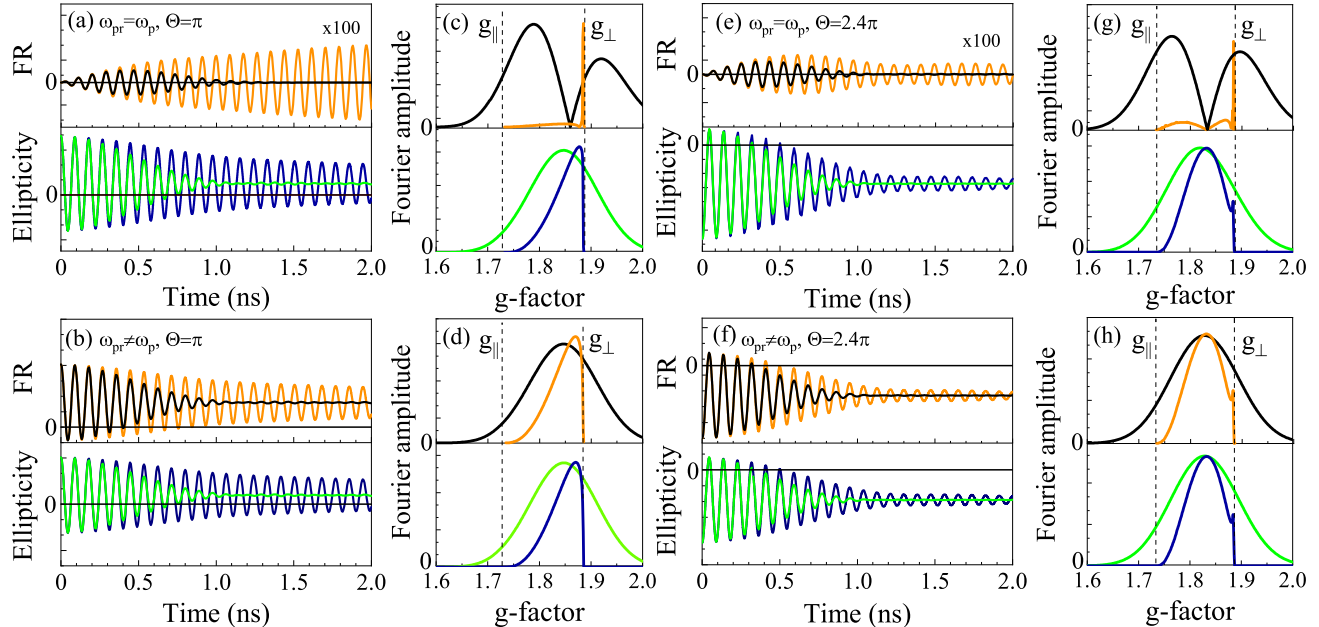 (a) ωpr=ωp, Θ=π
x100
FR
0
Ellipticity
0
0 0.5 1.0 1.5 2.0
Time (ns)
(c) g∥ g⊥
Fourier amplitude
0
0
1.6 1.7 1.8 1.9 2.0
g-factor
(e) ωpr=ωp, Θ=2.4π
x100
FR
0
Ellipticity
0
0 0.5 1.0 1.5 2.0
Time (ns)
(g)
g∥ g⊥
Fourier amplitude
0
0
1.6 1.7 1.8 1.9 2.0
g-factor
(b) ωpr≠ωp, Θ=π
FR
0
Ellipticity
0
0 0.5 1.0 1.5 2.0
Time (ns)
(d)
g∥ g⊥
Fourier amplitude
0
1.6 1.7 1.8 1.9 2.0
g-factor
(f) ωpr≠ωp, Θ=2.4π
FR
0
Ellipticity
0
0 0.5 1.0 1.5 2.0
Time (ns)
(h)
g∥ g⊥
Fourier amplitude
0
1.6 1.7 1.8 1.9 2.0
g-factor